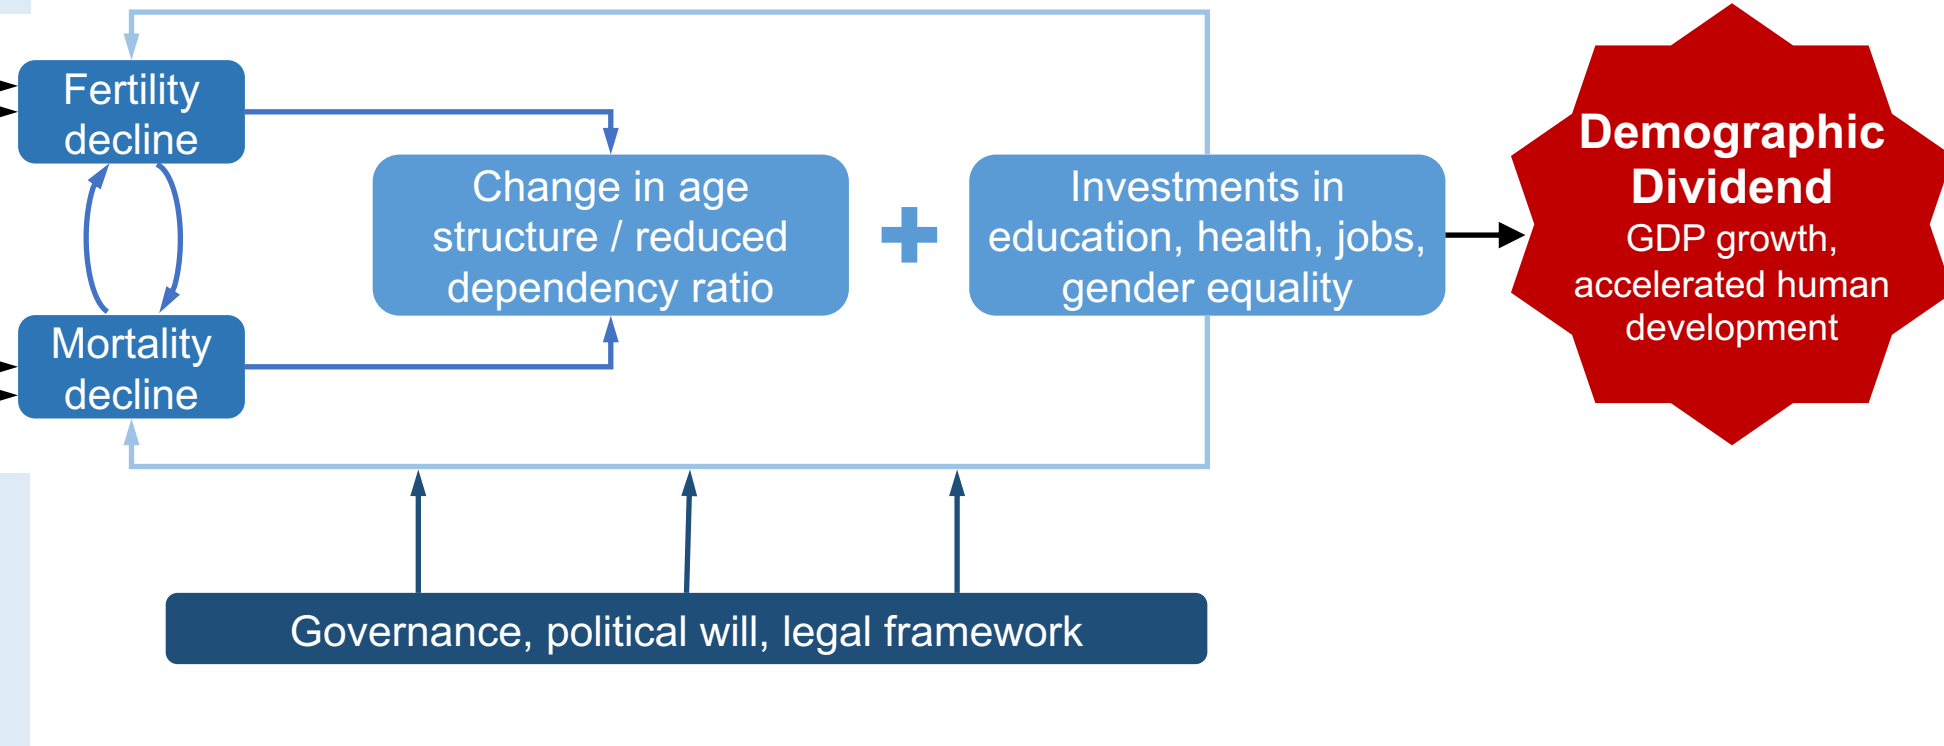 Fertility
decline
Mortality
decline
Change in age
structure / reduced
dependency ratio
Investments in
education, health, jobs,
gender equality
Demographic
Dividend
GDP growth,
accelerated human
development
Governance, political will, legal framework